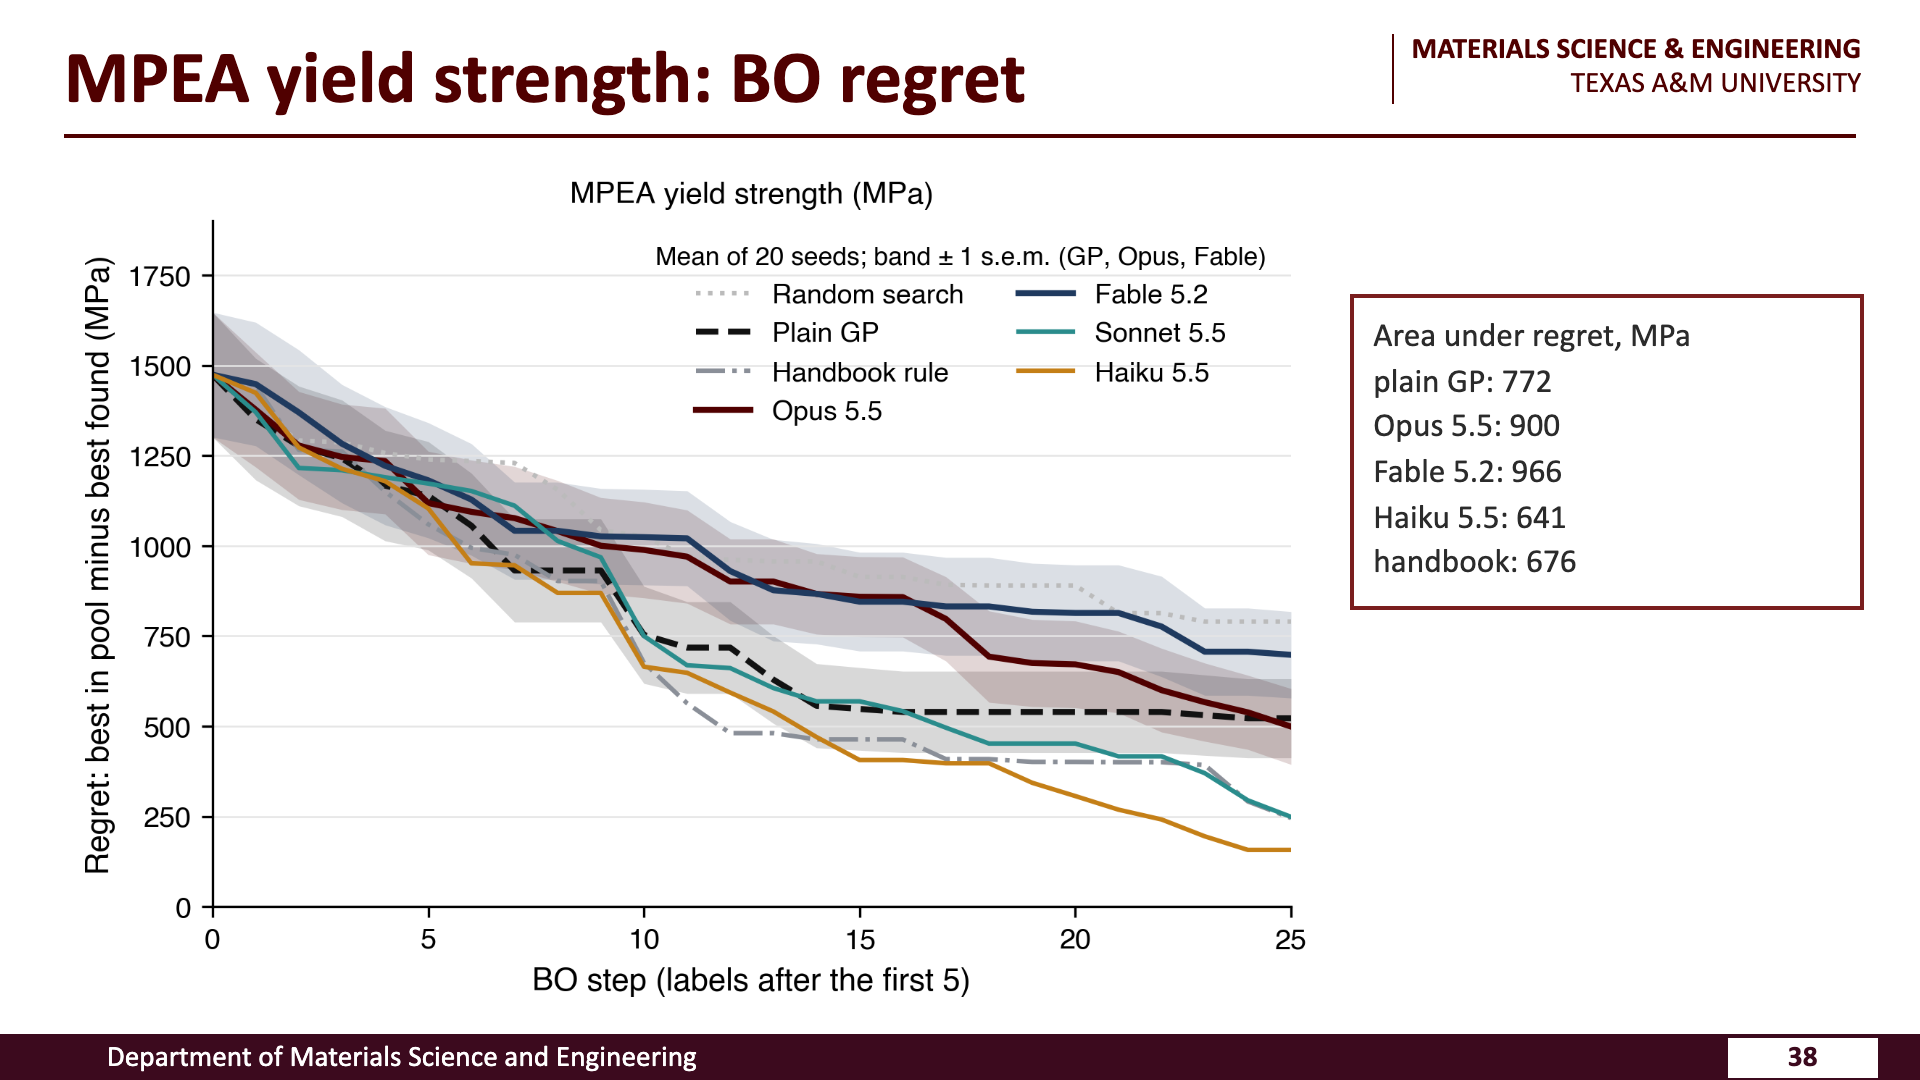 MPEA yield strength: BO regret
MATERIALS SCIENCE & ENGINEERING
TEXAS A&M UNIVERSITY
MPEA yield strength (MPa)
Mean of 20 seeds; band ± 1 s.e.m. (GP, Opus, Fable)
Random search
Plain GP
Handbook rule
Opus 5.5
Fable 5.2
Sonnet 5.5
Haiku 5.5
Regret: best in pool minus best found (MPa)
1750
1500
1250
1000
750
500
250
0
0
5
10
15
20
25
BO step (labels after the first 5)
Area under regret, MPa
plain GP: 772
Opus 5.5: 900
Fable 5.2: 966
Haiku 5.5: 641
handbook: 676
Department of Materials Science and Engineering
38